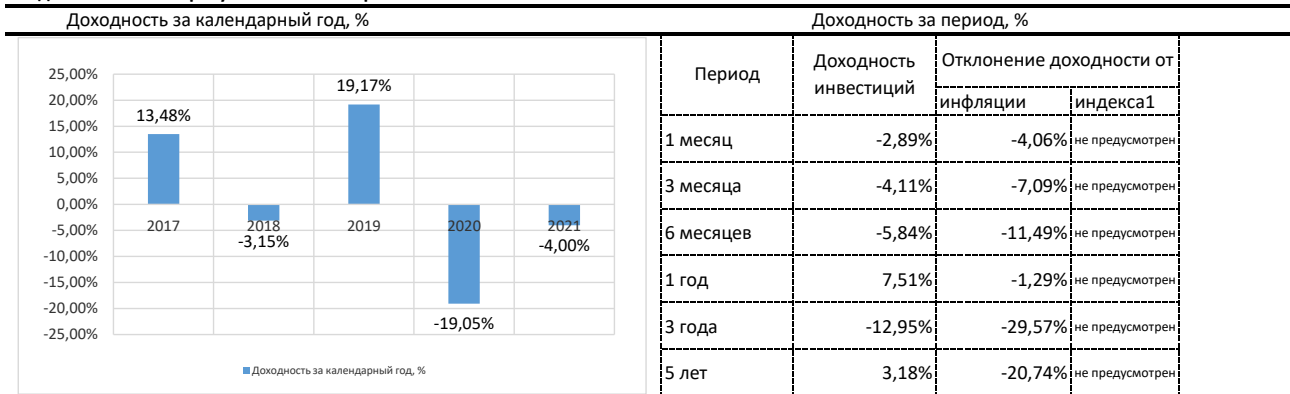 Доходность за календарный год, %
Доходность за период, %
25,00%
20,00%
15,00%
10,00%
5,00%
0,00%
-5,00%
-10,00%
-15,00%
-20,00%
-25,00%
13,48%
-3,15%
19,17%
-19,05%
-4,00%
2017 2018 2019 2020 2021
Доходность за календарный год, %
Период Доходность инвестиций Отклонение доходности от
инфляции индекса1
1 месяц -2,89% -4,06% не предусмотрен
3 месяца -4,11% -7,09% не предусмотрен
6 месяцев -5,84% -11,49% не предусмотрен
1 год 7,51% -1,29% не предусмотрен
3 года -12,95% -29,57% не предусмотрен
5 лет 3,18% -20,74% не предусмотрен